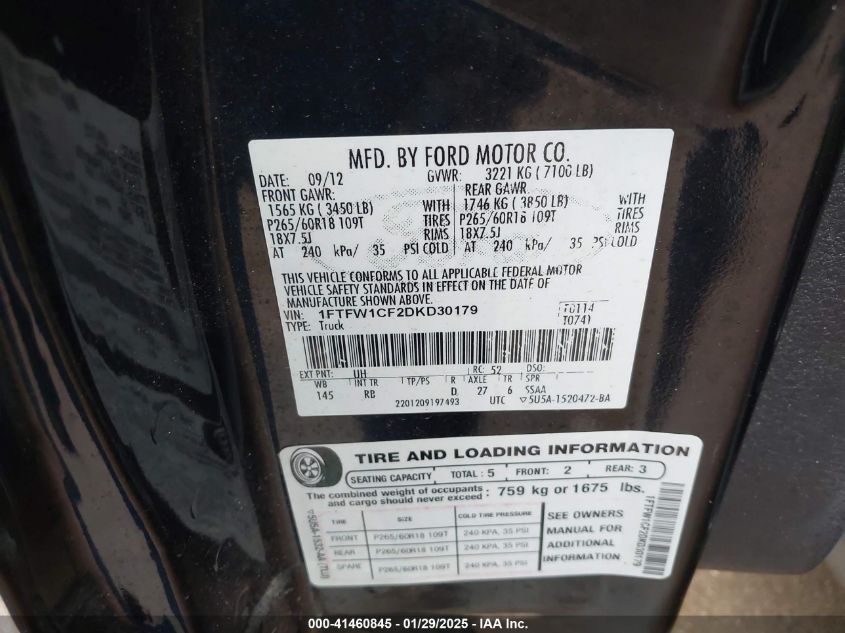 MFD. BY FORD MOTOR CO.
DATE: 09/12 GVWR: 3221 KG ( 7100 LB)
FRONT GAWR: REAR GAWR:
1565 KG ( 3450 LB) WITH 1746 KG ( 3850 LB) WITH
P265/60R18 109T TIRES P265/60R18 109T TIRES
18X7.5J RIMS 18X7.5J RIMS
AT 240 kPa/ 35 PSI COLD AT 240 kPa/ 35 PSI COLD
THIS VEHICLE CONFORMS TO ALL APPLICABLE FEDERAL MOTOR
VEHICLE SAFETY STANDARDS IN EFFECT ON THE DATE OF
MANUFACTURE SHOWN ABOVE.
VIN: 1FTFW1CF2DKD30179 T0114
TYPE: Truck T0741
EXT PNT: UH RC: 52 DSO:
WB INT TR TP/PS R AXLE TR SPR
145 RB D 27 6 SSAA
2201209197493 UTC ▽5U5A-1520472-BA
TIRE AND LOADING INFORMATION
SEATING CAPACITY TOTAL: 5 FRONT: 2 REAR: 3
The combined weight of occupants
and cargo should never exceed: 759 kg or 1675 lbs.
TIRE SIZE COLD TIRE PRESSURE
FRONT P265/60R18 109T 240 KPA, 35 PSI
REAR P265/60R18 109T 240 KPA, 35 PSI
SPARE P265/60R18 109T 240 KPA, 35 PSI
SEE OWNERS
MANUAL FOR
ADDITIONAL
INFORMATION
1FTFW1CF2DKD30179
000-41460845 - 01/29/2025 - IAA Inc.